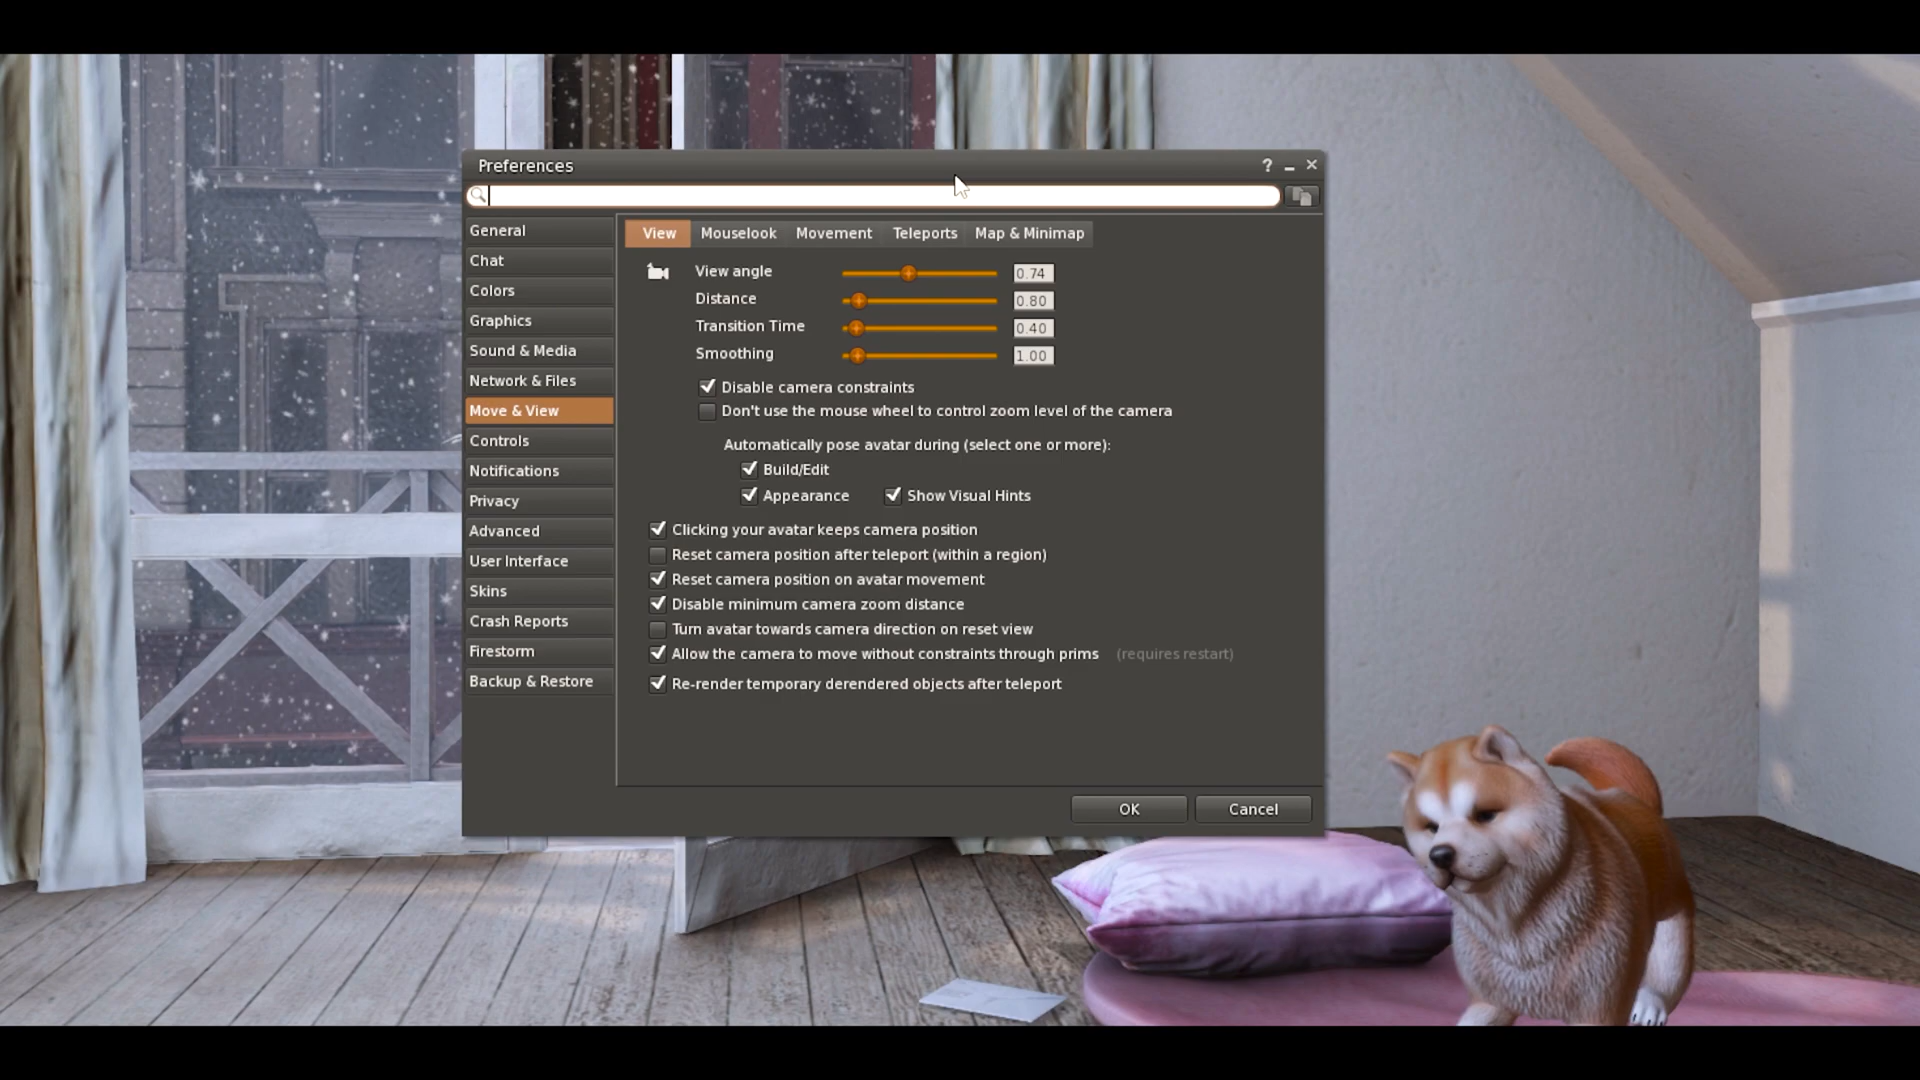 Preferences
?
General
Chat
Colors
Graphics
Sound & Media
Network & Files
Move & View
Controls
Notifications
Privacy
Advanced
User Interface
Skins
Crash Reports
Firestorm
Backup & Restore
View Mouselook Movement Teleports Map & Minimap
View angle 0.74
Distance 0.80
Transition Time 0.40
Smoothing 1.00
Disable camera constraints
Don't use the mouse wheel to control zoom level of the camera
Automatically pose avatar during (select one or more):
Build/Edit
Appearance Show Visual Hints
Clicking your avatar keeps camera position
Reset camera position after teleport (within a region)
Reset camera position on avatar movement
Disable minimum camera zoom distance
Turn avatar towards camera direction on reset view
Allow the camera to move without constraints through prims (requires restart)
Re-render temporary derendered objects after teleport
OK Cancel